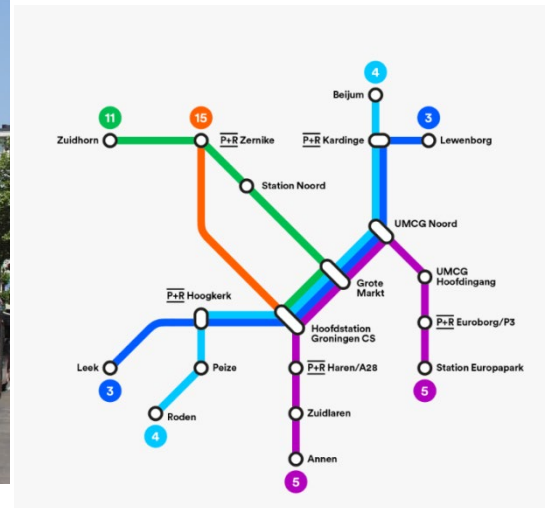 4
Beijum
11
15
3
Zuidhorn
P+R Zernike
P+R Kardinge
Lewenborg
Station Noord
UMCG Noord
UMCG
Hoofdingang
Grote
Markt
P+R Hoogkerk
Hoofdstation
Groningen CS
P+R Euroborg/P3
Leek
Peize
P+R Haren/A28
Station Europapark
3
5
Roden
Zuidlaren
4
Annen
5